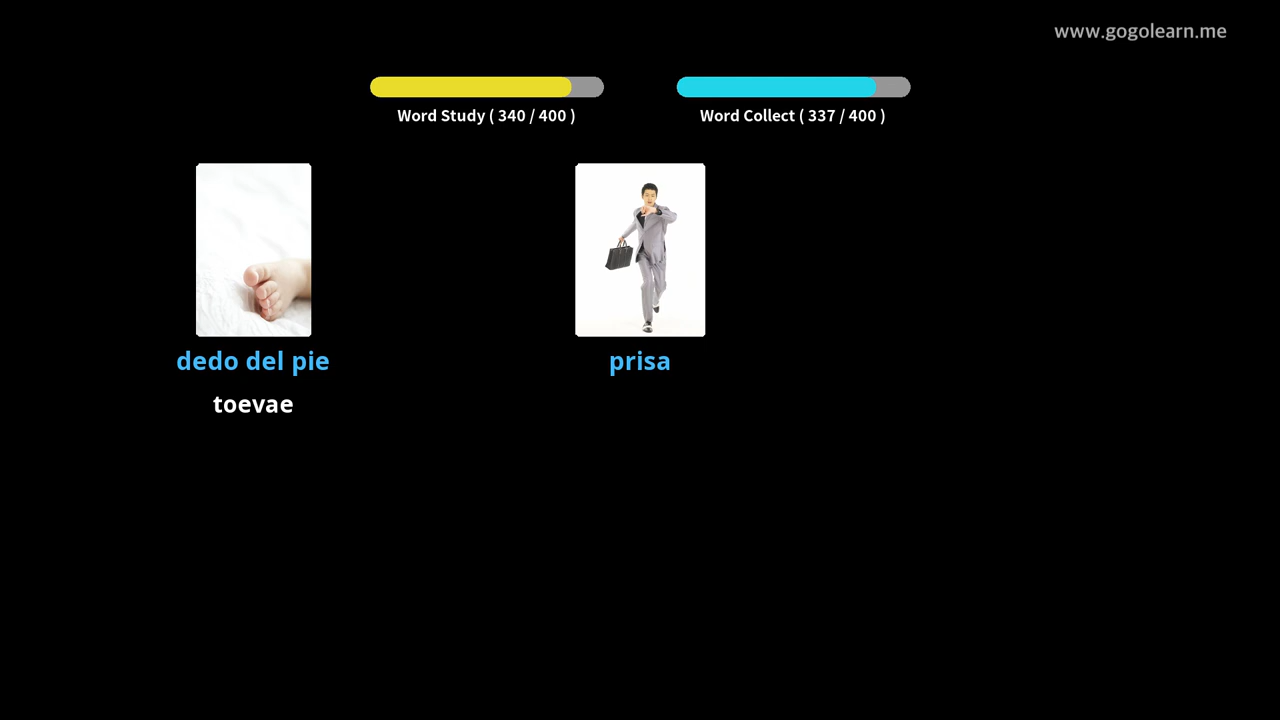 www.gogolearn.me
Word Study ( 340 / 400 )
Word Collect ( 337 / 400 )
dedo del pie
prisa
toevae